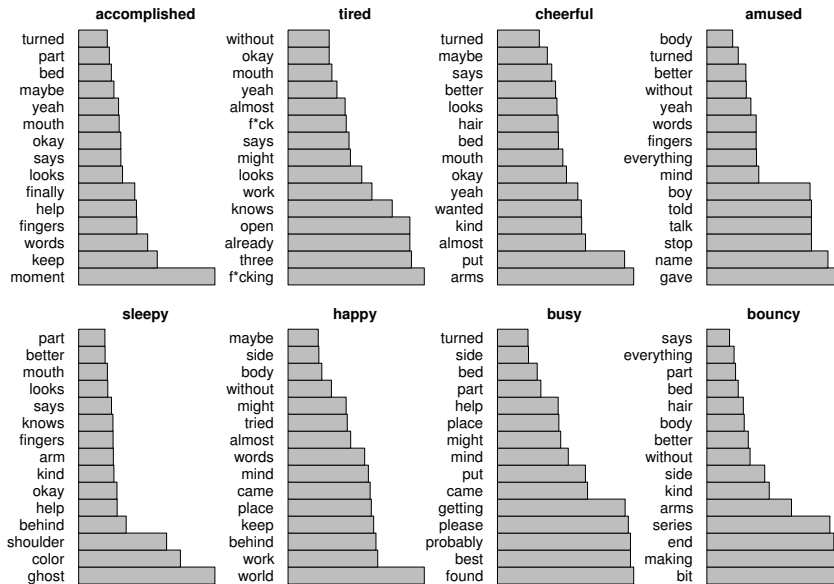 accomplished
turned
part
bed
maybe
yeah
mouth
okay
says
looks
finally
help
fingers
words
keep
moment
tired
without
okay
mouth
yeah
almost
f*ck
says
might
looks
work
knows
open
already
three
f*cking
cheerful
turned
maybe
says
better
looks
hair
bed
mouth
okay
yeah
wanted
kind
almost
put
arms
amused
body
turned
better
without
yeah
words
fingers
everything
mind
boy
told
talk
stop
name
gave
sleepy
part
better
mouth
looks
says
knows
fingers
arm
kind
okay
help
behind
shoulder
color
ghost
happy
maybe
side
body
without
might
tried
almost
words
mind
came
place
keep
behind
work
world
busy
turned
side
bed
part
help
place
might
mind
put
came
getting
please
probably
best
found
bouncy
says
everything
part
bed
hair
body
better
without
side
kind
arms
series
end
making
bit